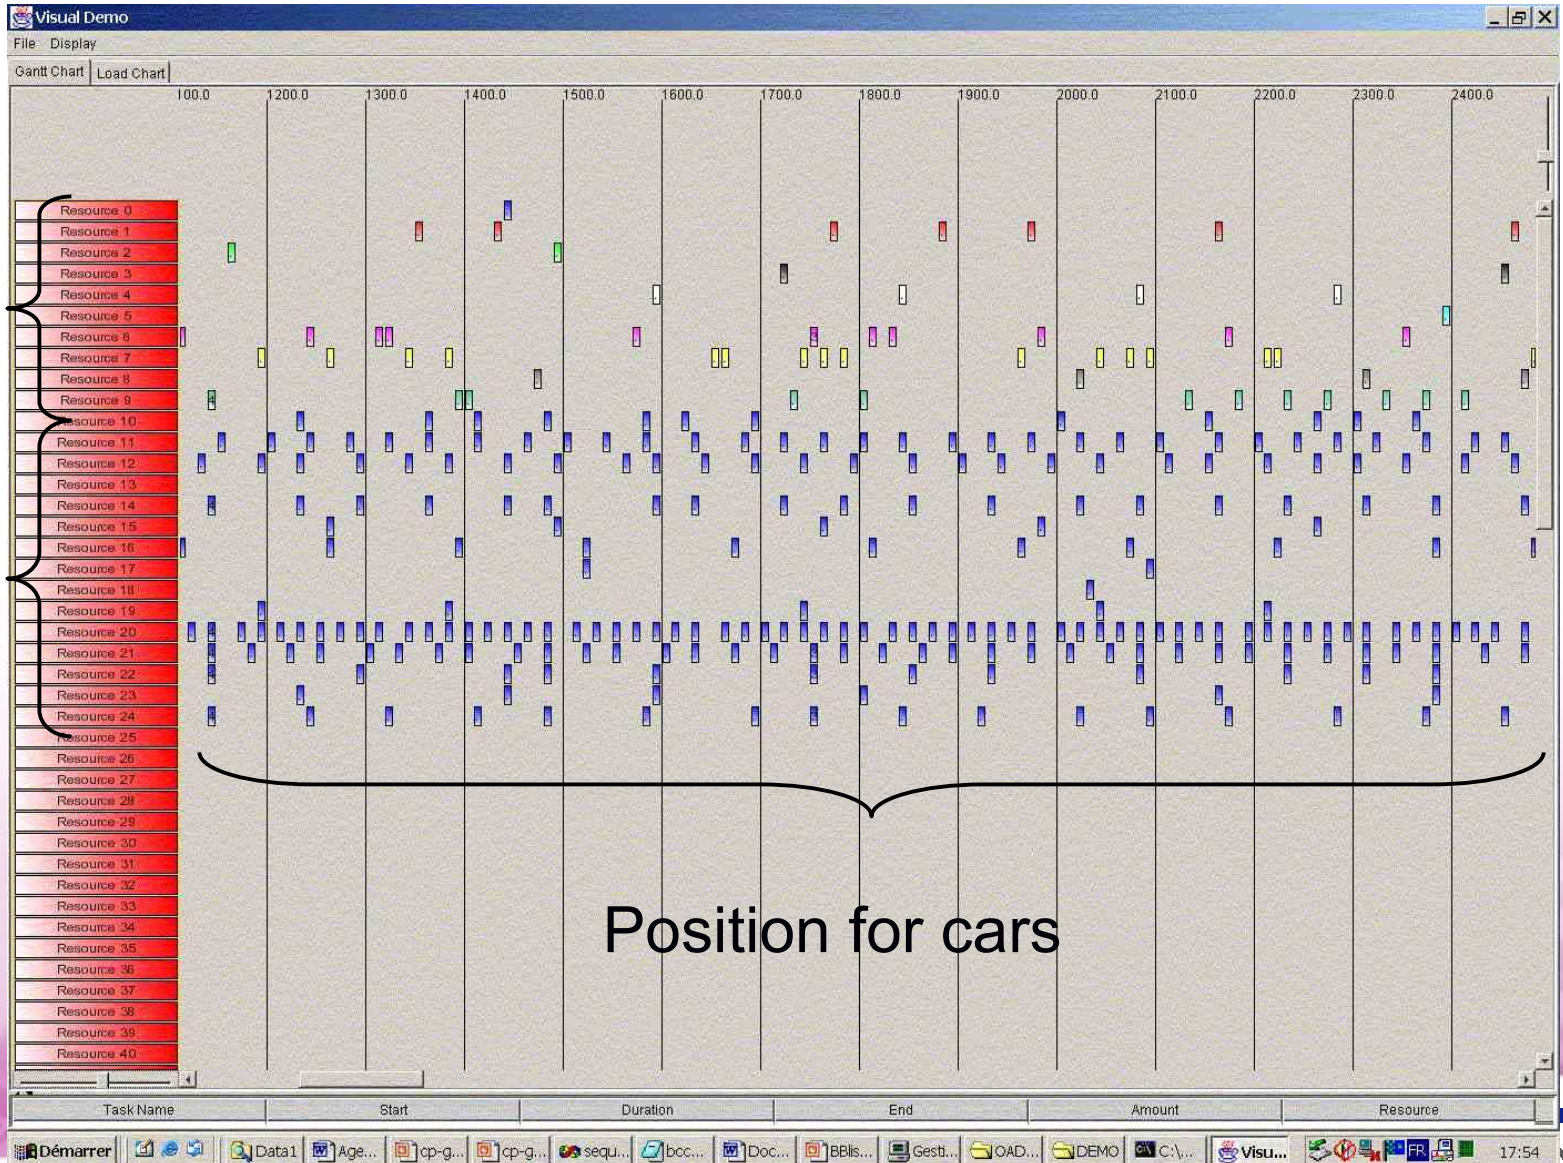 Visual Demo
File Display
Gantt Chart Load Chart
100.0 1200.0 1300.0 1400.0 1500.0 1600.0 1700.0 1800.0 1900.0 2000.0 2100.0 2200.0 2300.0 2400.0
Resource 0
Resource 1
Resource 2
Resource 3
Resource 4
Resource 5
Resource 6
Resource 7
Resource 8
Resource 9
Resource 10
Resource 11
Resource 12
Resource 13
Resource 14
Resource 15
Resource 16
Resource 17
Resource 18
Resource 19
Resource 20
Resource 21
Resource 22
Resource 23
Resource 24
Resource 25
Resource 26
Resource 27
Resource 28
Resource 29
Resource 30
Resource 31
Resource 32
Resource 33
Resource 34
Resource 35
Resource 36
Resource 37
Resource 38
Resource 39
Resource 40
Position for cars
Task Name Start Duration End Amount Resource
Démarrer Data1 Age... cp-g... cp-g... sequ... bcc... Doc... BBlis... Gesti... OAD... DEMO C:\... Visu... FR 17:54